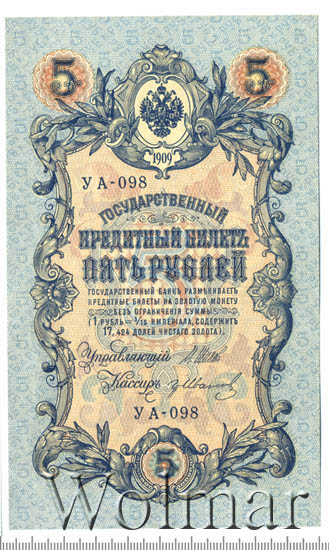 5 5
1909
УА-098
ГОСУДАРСТВЕННЫЙ
КРЕДИТНЫЙ БИЛЕТЪ
ПЯТЬ РУБЛЕЙ
ГОСУДАРСТВЕННЫЙ БАНКЪ РАЗМѢНИВАЕТЪ
КРЕДИТНЫЕ БИЛЕТЫ НА ЗОЛОТУЮ МОНЕТУ
БЕЗЪ ОГРАНИЧЕНІЯ СУММЫ
(1 РУБЛЬ = 1/15 ИМПЕРІАЛА, СОДЕРЖИТЪ
17,424 ДОЛЕЙ ЧИСТАГО ЗОЛОТА).
Управляющій
Кассиръ
УА-098
5
Wolmar